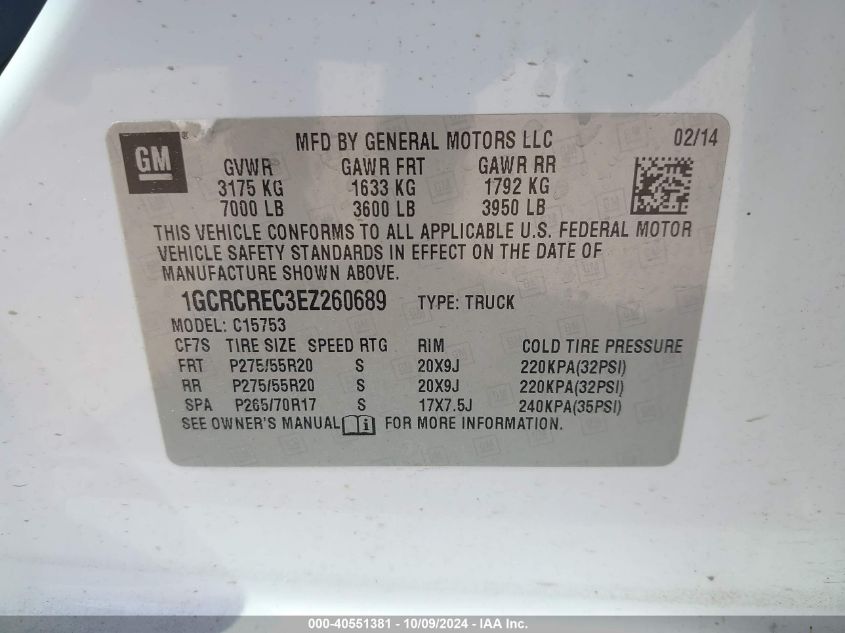 GM
®
MFD BY GENERAL MOTORS LLC 02/14
GVWR GAWR FRT GAWR RR
3175 KG 1633 KG 1792 KG
7000 LB 3600 LB 3950 LB
THIS VEHICLE CONFORMS TO ALL APPLICABLE U.S. FEDERAL MOTOR
VEHICLE SAFETY STANDARDS IN EFFECT ON THE DATE OF
MANUFACTURE SHOWN ABOVE.
1GCRCREC3EZ260689 TYPE: TRUCK
MODEL: C15753
CF7S TIRE SIZE SPEED RTG RIM COLD TIRE PRESSURE
FRT P275/55R20 S 20X9J 220KPA(32PSI)
RR P275/55R20 S 20X9J 220KPA(32PSI)
SPA P265/70R17 S 17X7.5J 240KPA(35PSI)
SEE OWNER'S MANUAL FOR MORE INFORMATION.
000-40551381 - 10/09/2024 - IAA Inc.